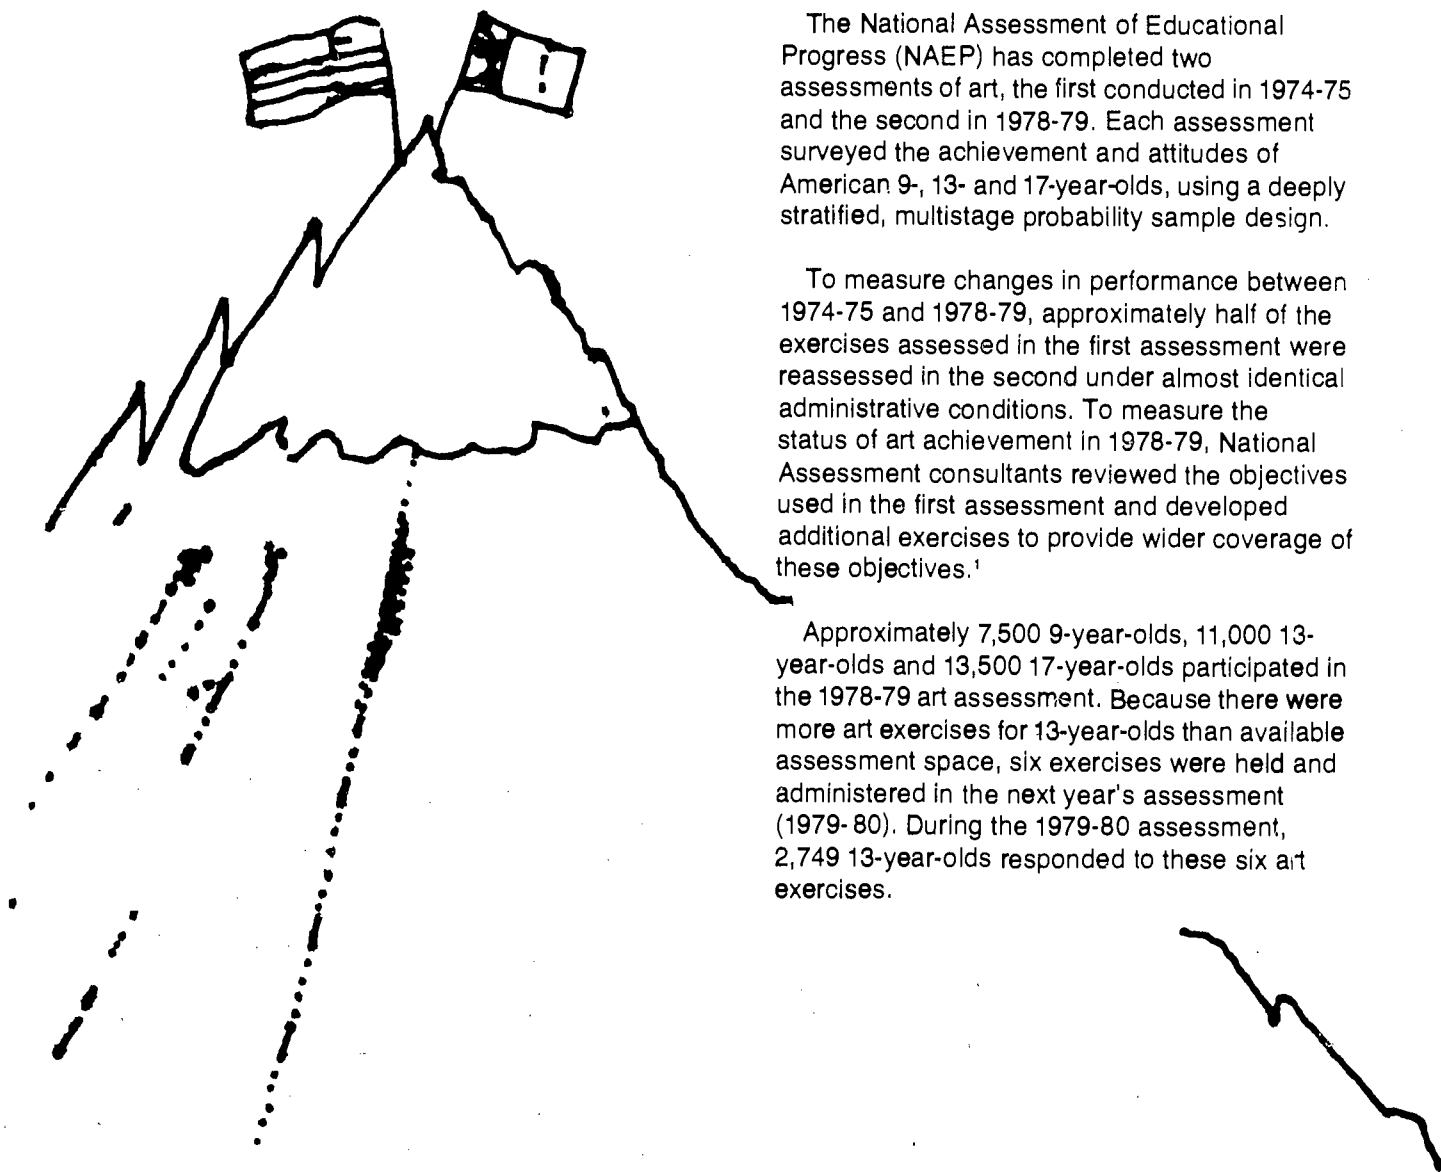 The National Assessment of Educational
Progress (NAEP) has completed two
assessments of art, the first conducted in 1974-75
and the second in 1978-79. Each assessment
surveyed the achievement and attitudes of
American 9-, 13- and 17-year-olds, using a deeply
stratified, multistage probability sample design.
To measure changes in performance between
1974-75 and 1978-79, approximately half of the
exercises assessed in the first assessment were
reassessed in the second under almost identical
administrative conditions. To measure the
status of art achievement in 1978-79, National
Assessment consultants reviewed the objectives
used in the first assessment and developed
additional exercises to provide wider coverage of
these objectives.¹
Approximately 7,500 9-year-olds, 11,000 13-
year-olds and 13,500 17-year-olds participated in
the 1978-79 art assessment. Because there were
more art exercises for 13-year-olds than available
assessment space, six exercises were held and
administered in the next year's assessment
(1979-80). During the 1979-80 assessment,
2,749 13-year-olds responded to these six art
exercises.